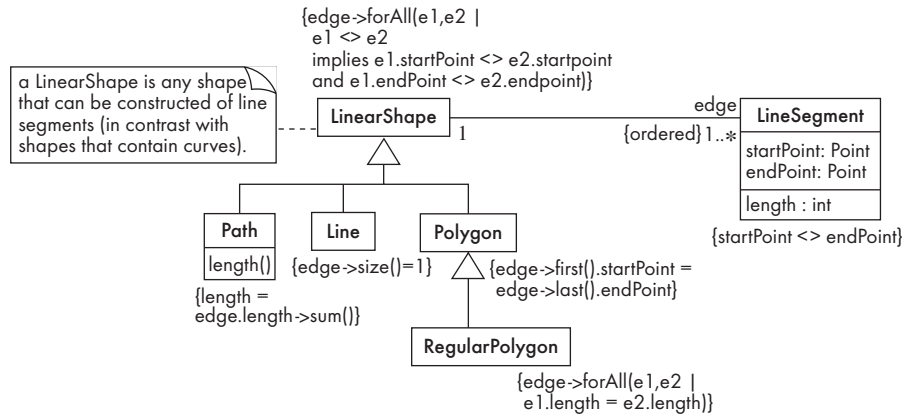 {edge->forAll(e1,e2 |
e1 <> e2
implies e1.startPoint <> e2.startpoint
and e1.endPoint <> e2.endpoint)}
a LinearShape is any shape
that can be constructed of line
segments (in contrast with
shapes that contain curves).
LinearShape
1
edge
{ordered}1..*
LineSegment
startPoint: Point
endPoint: Point
length : int
{startPoint <> endPoint}
Path
length()
{length =
edge.length->sum()}
Line
{edge->size()=1}
Polygon
{edge->first().startPoint =
edge->last().endPoint}
RegularPolygon
{edge->forAll(e1,e2 |
e1.length = e2.length)}